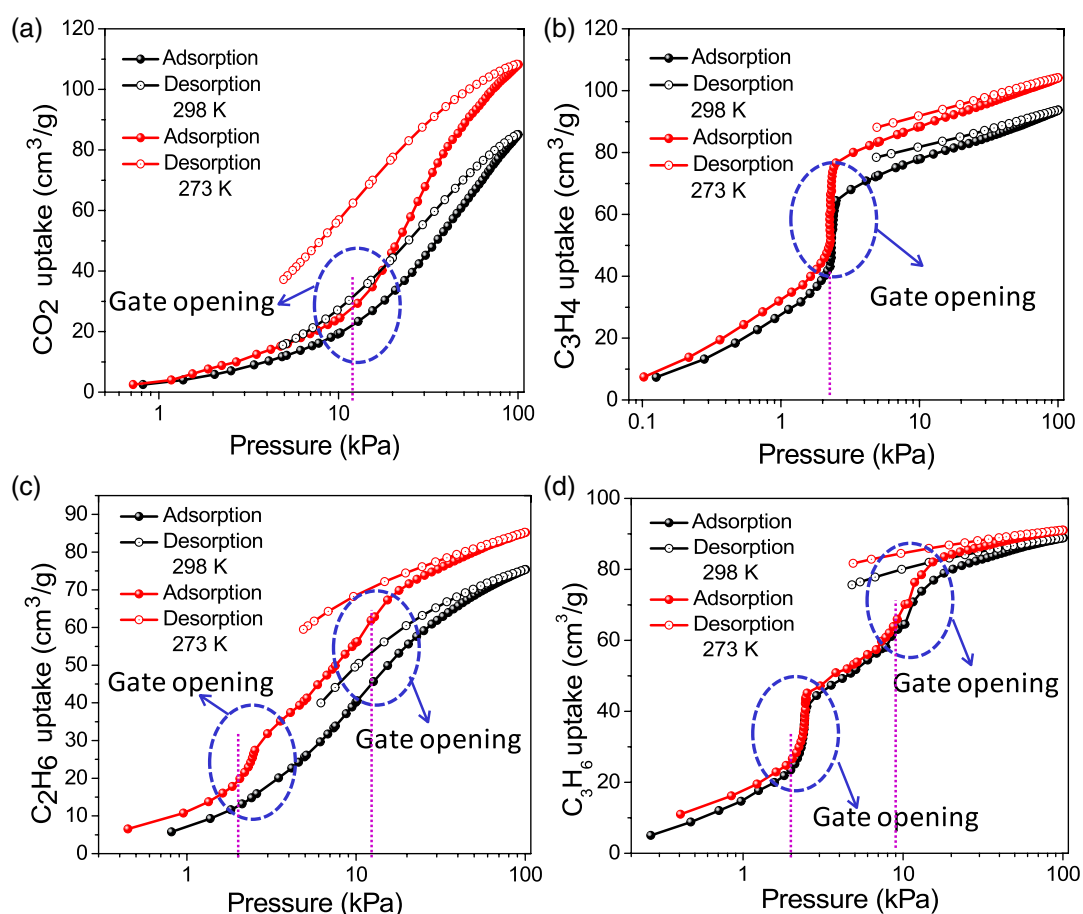 (a)
CO2 uptake (cm3/g)
120
100
80
60
40
20
0
Adsorption
Desorption
298 K
Adsorption
Desorption
273 K
Gate opening
1
10
100
Pressure (kPa)
(b)
C3H4 uptake (cm3/g)
120
100
80
60
40
20
0
Adsorption
Desorption
298 K
Adsorption
Desorption
273 K
Gate opening
0.1
1
10
100
Pressure (kPa)
(c)
C2H6 uptake (cm3/g)
90
80
70
60
50
40
30
20
10
0
Adsorption
Desorption
298 K
Adsorption
Desorption
273 K
Gate opening
Gate opening
1
10
100
Pressure (kPa)
(d)
C3H6 uptake (cm3/g)
100
80
60
40
20
0
Adsorption
Desorption
298 K
Adsorption
Desorption
273 K
Gate opening
Gate opening
1
10
100
Pressure (kPa)